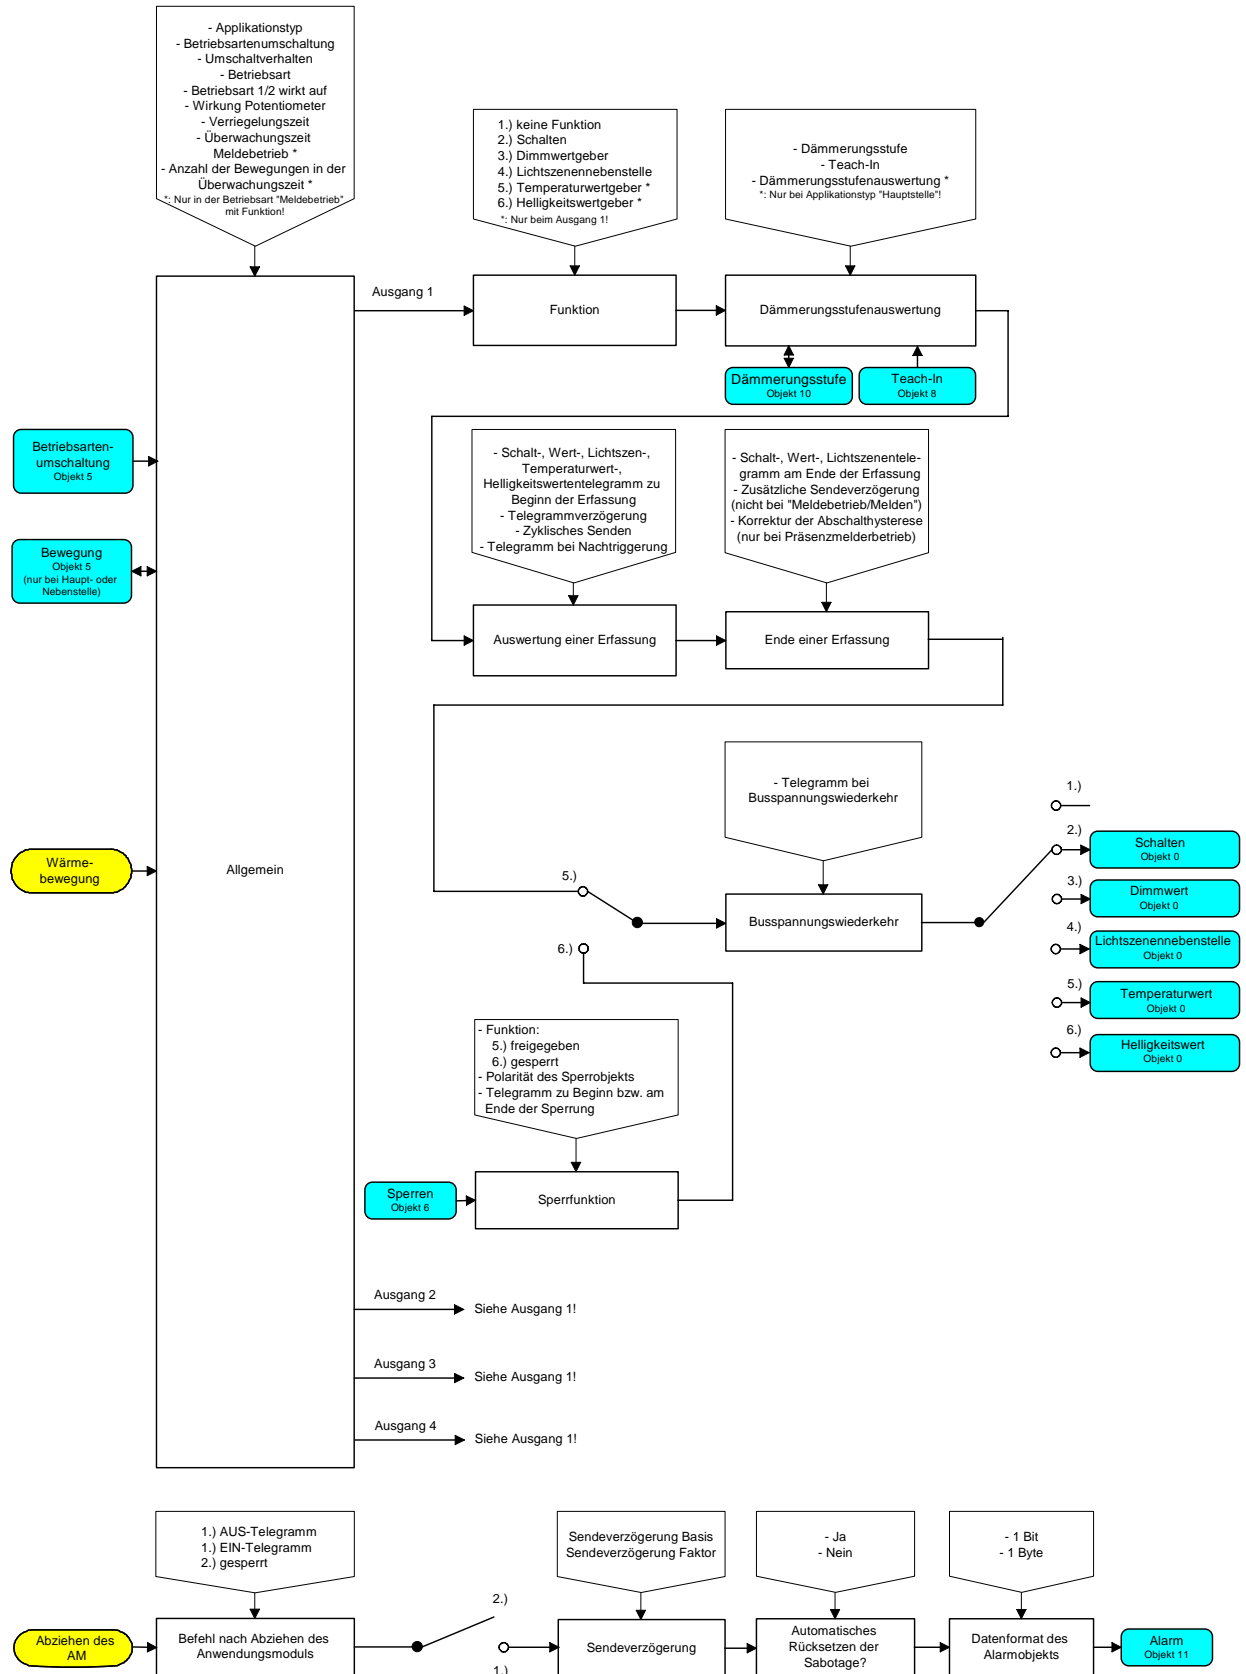 - Applikationstyp
- Betriebsartenumschaltung
- Umschaltverhalten
- Betriebsart
- Betriebsart 1/2 wirkt auf
- Wirkung Potentiometer
- Verriegelungszeit
- Überwachungszeit
Meldebetrieb *
- Anzahl der Bewegungen in der
Überwachungszeit *
*: Nur in der Betriebsart "Meldebetrieb"
mit Funktion!
1.) keine Funktion
2.) Schalten
3.) Dimmwertgeber
4.) Lichtszenennebenstelle
5.) Temperaturwertgeber *
6.) Helligkeitswertgeber *
*: Nur beim Ausgang 1!
- Dämmerungsstufe
- Teach-In
- Dämmerungsstufenauswertung *
*: Nur bei Applikationstyp "Hauptstelle"!
Ausgang 1
Funktion
Dämmerungsstufenauswertung
Dämmerungsstufe
Objekt 10
Teach-In
Objekt 8
Betriebsarten-
umschaltung
Objekt 5
Bewegung
Objekt 5
(nur bei Haupt- oder
Nebenstelle)
- Schalt-, Wert-, Lichtszen-,
Temperaturwert-,
Helligkeitswertentelegramm zu
Beginn der Erfassung
- Telegrammverzögerung
- Zyklisches Senden
- Telegramm bei Nachtriggerung
- Schalt-, Wert-, Lichtszenentele-
gramm am Ende der Erfassung
- Zusätzliche Sendeverzögerung
(nicht bei "Meldebetrieb/Melden")
- Korrektur der Abschalthysterese
(nur bei Präsenzmelderbetrieb)
Auswertung einer Erfassung
Ende einer Erfassung
- Telegramm bei
Busspannungswiederkehr
Wärme-
bewegung
Allgemein
5.)
6.)
Busspannungswiederkehr
1.)
2.)
Schalten
Objekt 0
3.)
Dimmwert
Objekt 0
4.)
Lichtszenennebenstelle
Objekt 0
5.)
Temperaturwert
Objekt 0
6.)
Helligkeitswert
Objekt 0
- Funktion:
5.) freigegeben
6.) gesperrt
- Polarität des Sperrobjekts
- Telegramm zu Beginn bzw. am
Ende der Sperrung
Sperren
Objekt 6
Sperrfunktion
Ausgang 2
Siehe Ausgang 1!
Ausgang 3
Siehe Ausgang 1!
Ausgang 4
Siehe Ausgang 1!
1.) AUS-Telegramm
1.) EIN-Telegramm
2.) gesperrt
Sendeverzögerung Basis
Sendeverzögerung Faktor
- Ja
- Nein
- 1 Bit
- 1 Byte
Abziehen des
AM
Befehl nach Abziehen des
Anwendungsmoduls
2.)
1.)
Sendeverzögerung
Automatisches
Rücksetzen der
Sabotage?
Datenformat des
Alarmobjekts
Alarm
Objekt 11